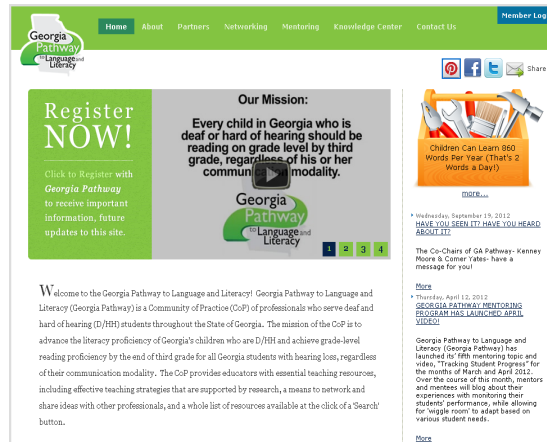 Member Log
Home About Partners Networking Mentoring Knowledge Center Contact Us
Georgia
Pathway
to Language and
Literacy
Share
Register
NOW!
Click to Register with
Georgia Pathway
to receive important
information, future
updates to this site.
Our Mission:
Every child in Georgia who is
deaf or hard of hearing should be
reading on grade level by third
grade, regardless of his or her
communication modality.
Georgia
Pathway
to Language and
Literacy
1 2 3 4
Children Can Learn 860
Words Per Year (That's 2
Words a Day!)
more...
Wednesday, September 19, 2012
HAVE YOU SEEN IT? HAVE YOU HEARD
ABOUT IT?
The Co-Chairs of GA Pathway- Kenney
Moore & Comer Yates- have a
message for you!
More
Thursday, April 12, 2012
GEORGIA PATHWAY MENTORING
PROGRAM HAS LAUNCHED APRIL
VIDEO!
Georgia Pathway to Language and
Literacy (Georgia Pathway) has
launched its' fifth mentoring topic and
video, "Tracking Student Progress" for
the months of March and April 2012.
Over the course of this month, mentors
and mentees will blog about their
experiences with monitoring their
students' performance, while allowing
for 'wiggle room' to adapt based on
various student needs.
More
Welcome to the Georgia Pathway to Language and Literacy! Georgia Pathway to Language and
Literacy (Georgia Pathway) is a Community of Practice (CoP) of professionals who serve deaf and
hard of hearing (D/HH) students throughout the State of Georgia. The mission of the CoP is to
advance the literacy proficiency of Georgia's children who are D/HH and achieve grade-level
reading proficiency by the end of third grade for all Georgia students with hearing loss, regardless
of their communication modality. The CoP provides educators with essential teaching resources,
including effective teaching strategies that are supported by research, a means to network and
share ideas with other professionals, and a whole list of resources available at the click of a 'Search'
button.